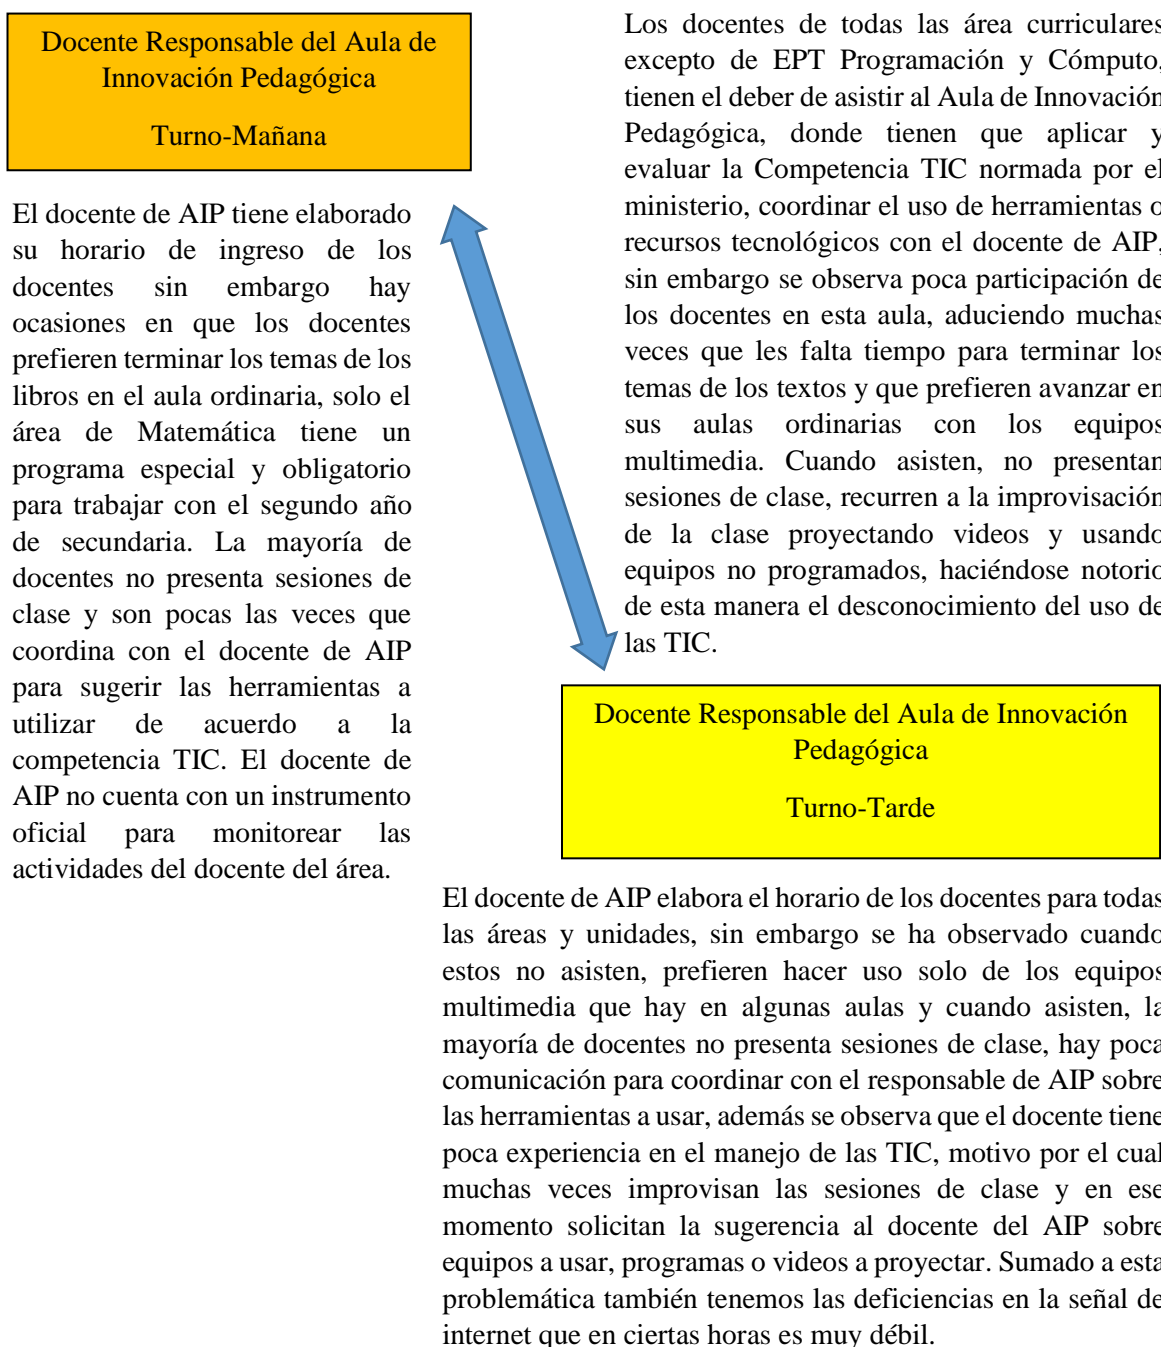 Docente Responsable del Aula de
Innovación Pedagógica
Turno-Mañana
El docente de AIP tiene elaborado
su horario de ingreso de los
docentes sin embargo hay
ocasiones en que los docentes
prefieren terminar los temas de los
libros en el aula ordinaria, solo el
área de Matemática tiene un
programa especial y obligatorio
para trabajar con el segundo año
de secundaria. La mayoría de
docentes no presenta sesiones de
clase y son pocas las veces que
coordina con el docente de AIP
para sugerir las herramientas a
utilizar de acuerdo a la
competencia TIC. El docente de
AIP no cuenta con un instrumento
oficial para monitorear las
actividades del docente del área.
Los docentes de todas las área curriculares
excepto de EPT Programación y Cómputo,
tienen el deber de asistir al Aula de Innovación
Pedagógica, donde tienen que aplicar y
evaluar la Competencia TIC normada por el
ministerio, coordinar el uso de herramientas o
recursos tecnológicos con el docente de AIP,
sin embargo se observa poca participación de
los docentes en esta aula, aduciendo muchas
veces que les falta tiempo para terminar los
temas de los textos y que prefieren avanzar en
sus aulas ordinarias con los equipos
multimedia. Cuando asisten, no presentan
sesiones de clase, recurren a la improvisación
de la clase proyectando videos y usando
equipos no programados, haciéndose notorio
de esta manera el desconocimiento del uso de
las TIC.
Docente Responsable del Aula de Innovación
Pedagógica
Turno-Tarde
El docente de AIP elabora el horario de los docentes para todas
las áreas y unidades, sin embargo se ha observado cuando
estos no asisten, prefieren hacer uso solo de los equipos
multimedia que hay en algunas aulas y cuando asisten, la
mayoría de docentes no presenta sesiones de clase, hay poca
comunicación para coordinar con el responsable de AIP sobre
las herramientas a usar, además se observa que el docente tiene
poca experiencia en el manejo de las TIC, motivo por el cual
muchas veces improvisan las sesiones de clase y en ese
momento solicitan la sugerencia al docente del AIP sobre
equipos a usar, programas o videos a proyectar. Sumado a esta
problemática también tenemos las deficiencias en la señal de
internet que en ciertas horas es muy débil.